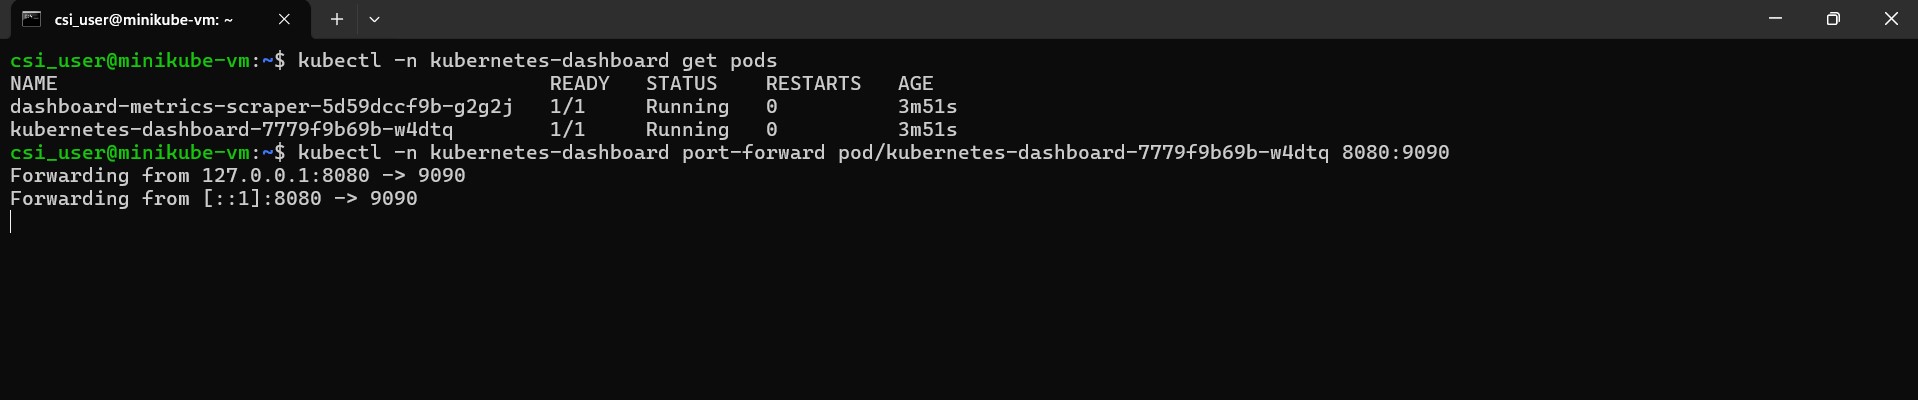 csi_user@minikube-vm: ~
csi_user@minikube-vm:~$ kubectl -n kubernetes-dashboard get pods
NAME                                         READY   STATUS    RESTARTS   AGE
dashboard-metrics-scraper-5d59dccf9b-g2g2j   1/1     Running   0          3m51s
kubernetes-dashboard-7779f9b69b-w4dtq        1/1     Running   0          3m51s
csi_user@minikube-vm:~$ kubectl -n kubernetes-dashboard port-forward pod/kubernetes-dashboard-7779f9b69b-w4dtq 8080:9090
Forwarding from 127.0.0.1:8080 -> 9090
Forwarding from [::1]:8080 -> 9090